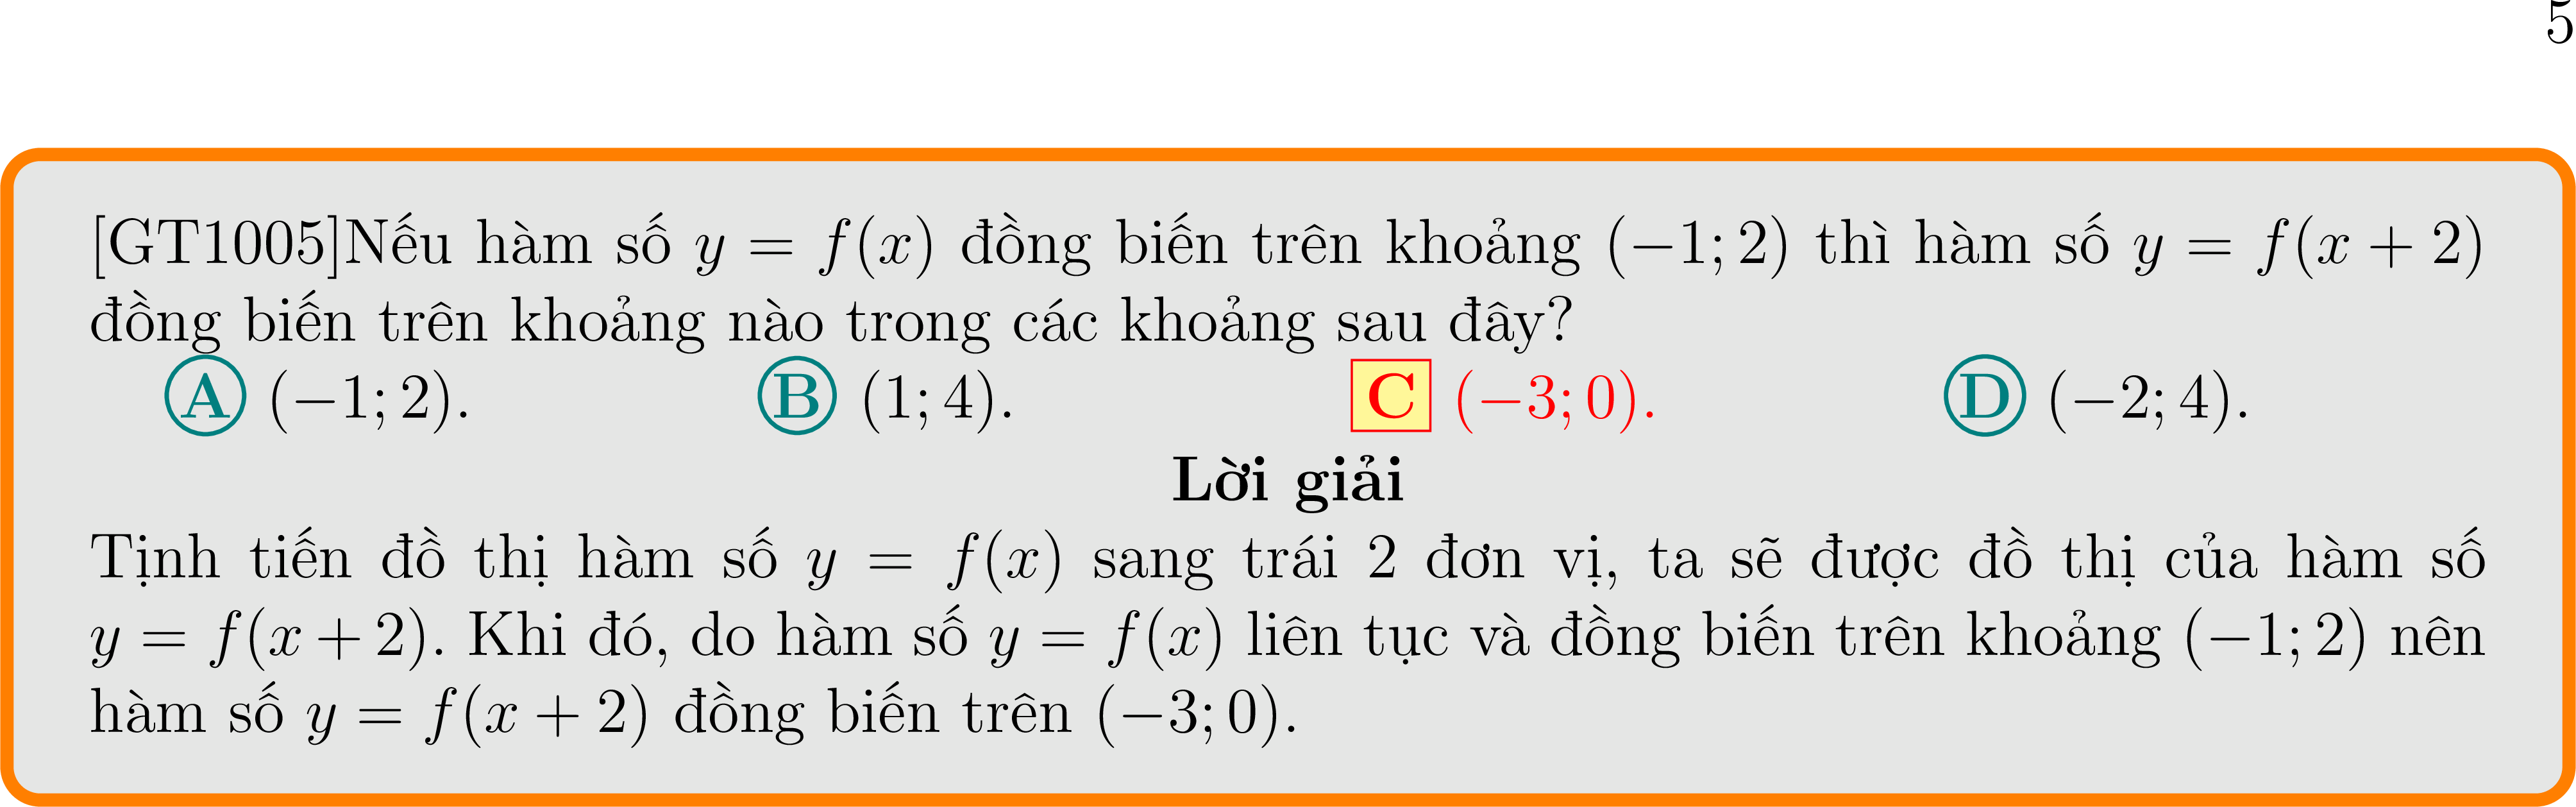 5
[GT1005]Nếu hàm số y = f(x) đồng biến trên khoảng (−1; 2) thì hàm số y = f(x + 2)
đồng biến trên khoảng nào trong các khoảng sau đây?
A (−1; 2). B (1; 4). C (−3; 0). D (−2; 4).
Lời giải
Tịnh tiến đồ thị hàm số y = f(x) sang trái 2 đơn vị, ta sẽ được đồ thị của hàm số
y = f(x + 2). Khi đó, do hàm số y = f(x) liên tục và đồng biến trên khoảng (−1; 2) nên
hàm số y = f(x + 2) đồng biến trên (−3; 0).